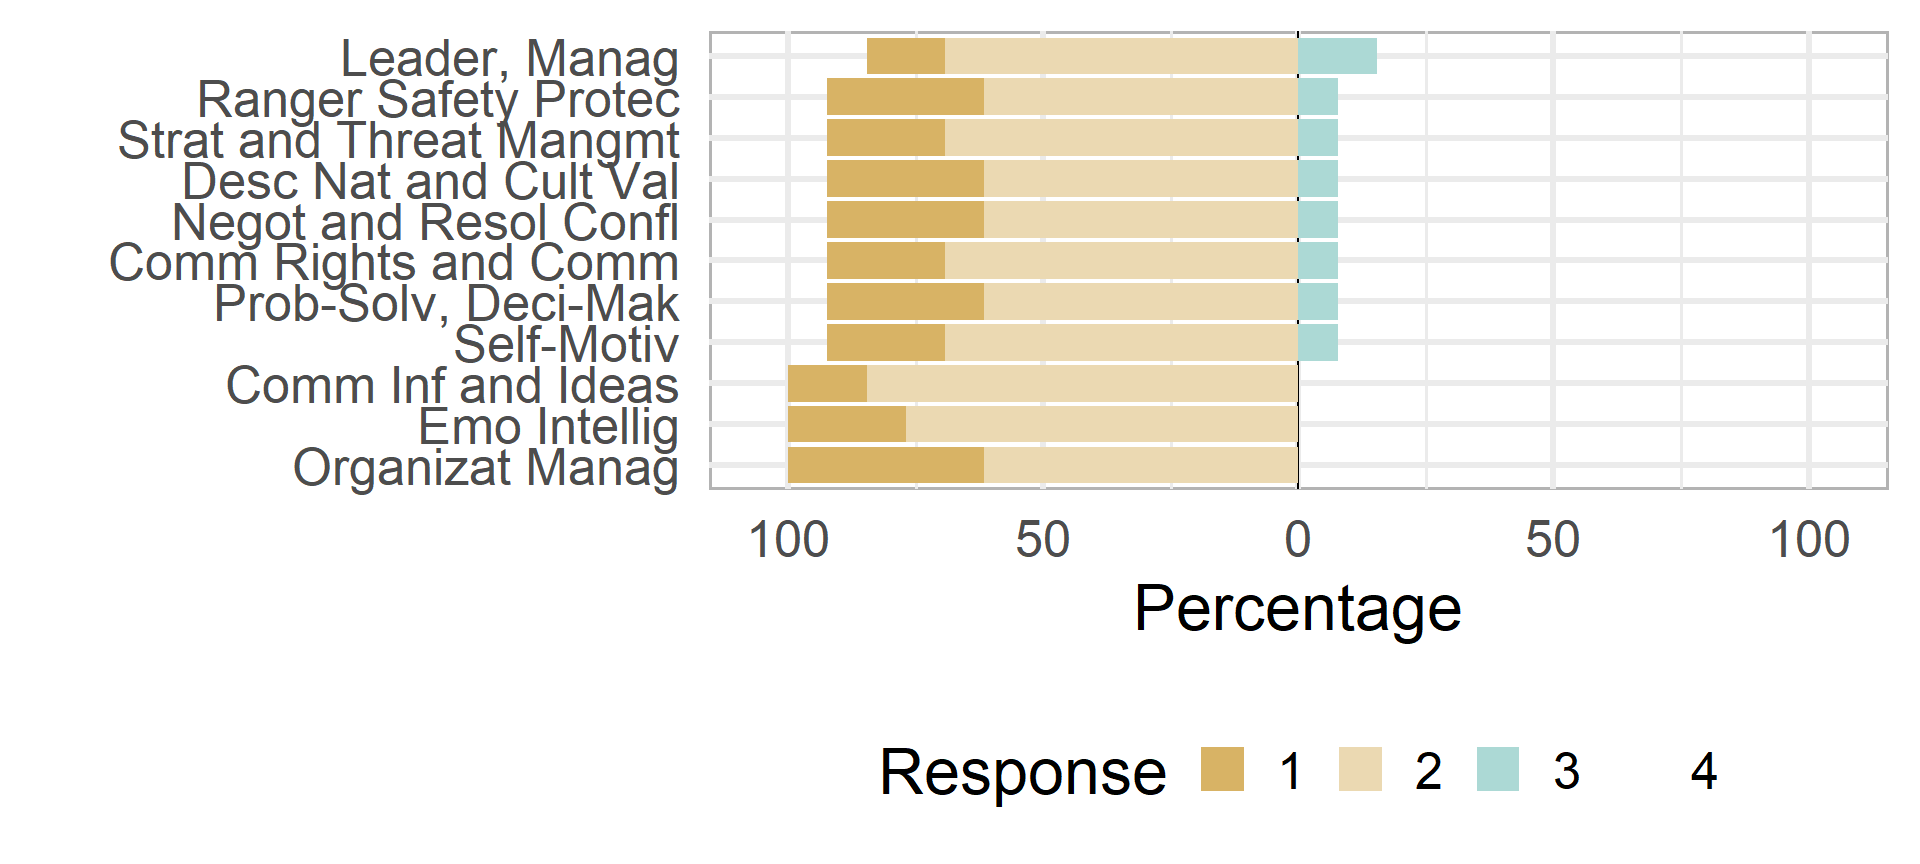 Leader, Manag
Ranger Safety Protec
Strat and Threat Mangmt
Desc Nat and Cult Val
Negot and Resol Confl
Comm Rights and Comm
Prob-Solv, Deci-Mak
Self-Motiv
Comm Inf and Ideas
Emo Intellig
Organizat Manag
100 50 0 50 100
Percentage
Response 1 2 3 4